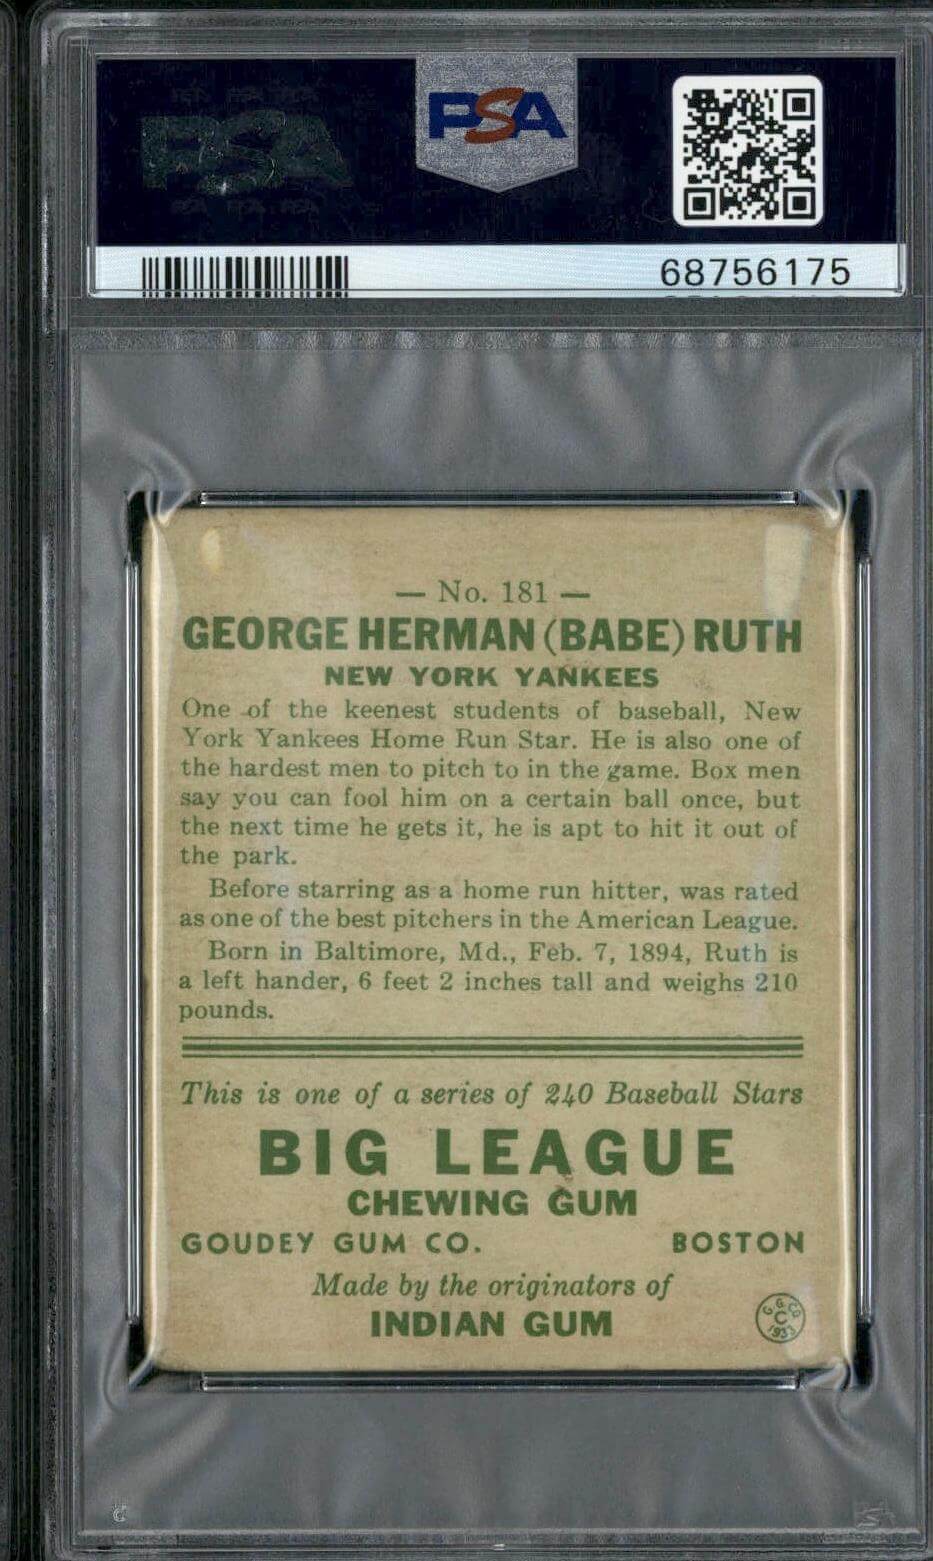 PSA
PSA
68756175
— No. 181 —
GEORGE HERMAN (BABE) RUTH
NEW YORK YANKEES
One of the keenest students of baseball, New
York Yankees Home Run Star. He is also one of
the hardest men to pitch to in the game. Box men
say you can fool him on a certain ball once, but
the next time he gets it, he is apt to hit it out of
the park.
Before starring as a home run hitter, was rated
as one of the best pitchers in the American League.
Born in Baltimore, Md., Feb. 7, 1894, Ruth is
a left hander, 6 feet 2 inches tall and weighs 210
pounds.
This is one of a series of 240 Baseball Stars
BIG LEAGUE
CHEWING GUM
GOUDEY GUM CO. BOSTON
Made by the originators of
INDIAN GUM
G. G. CO.
C
1933